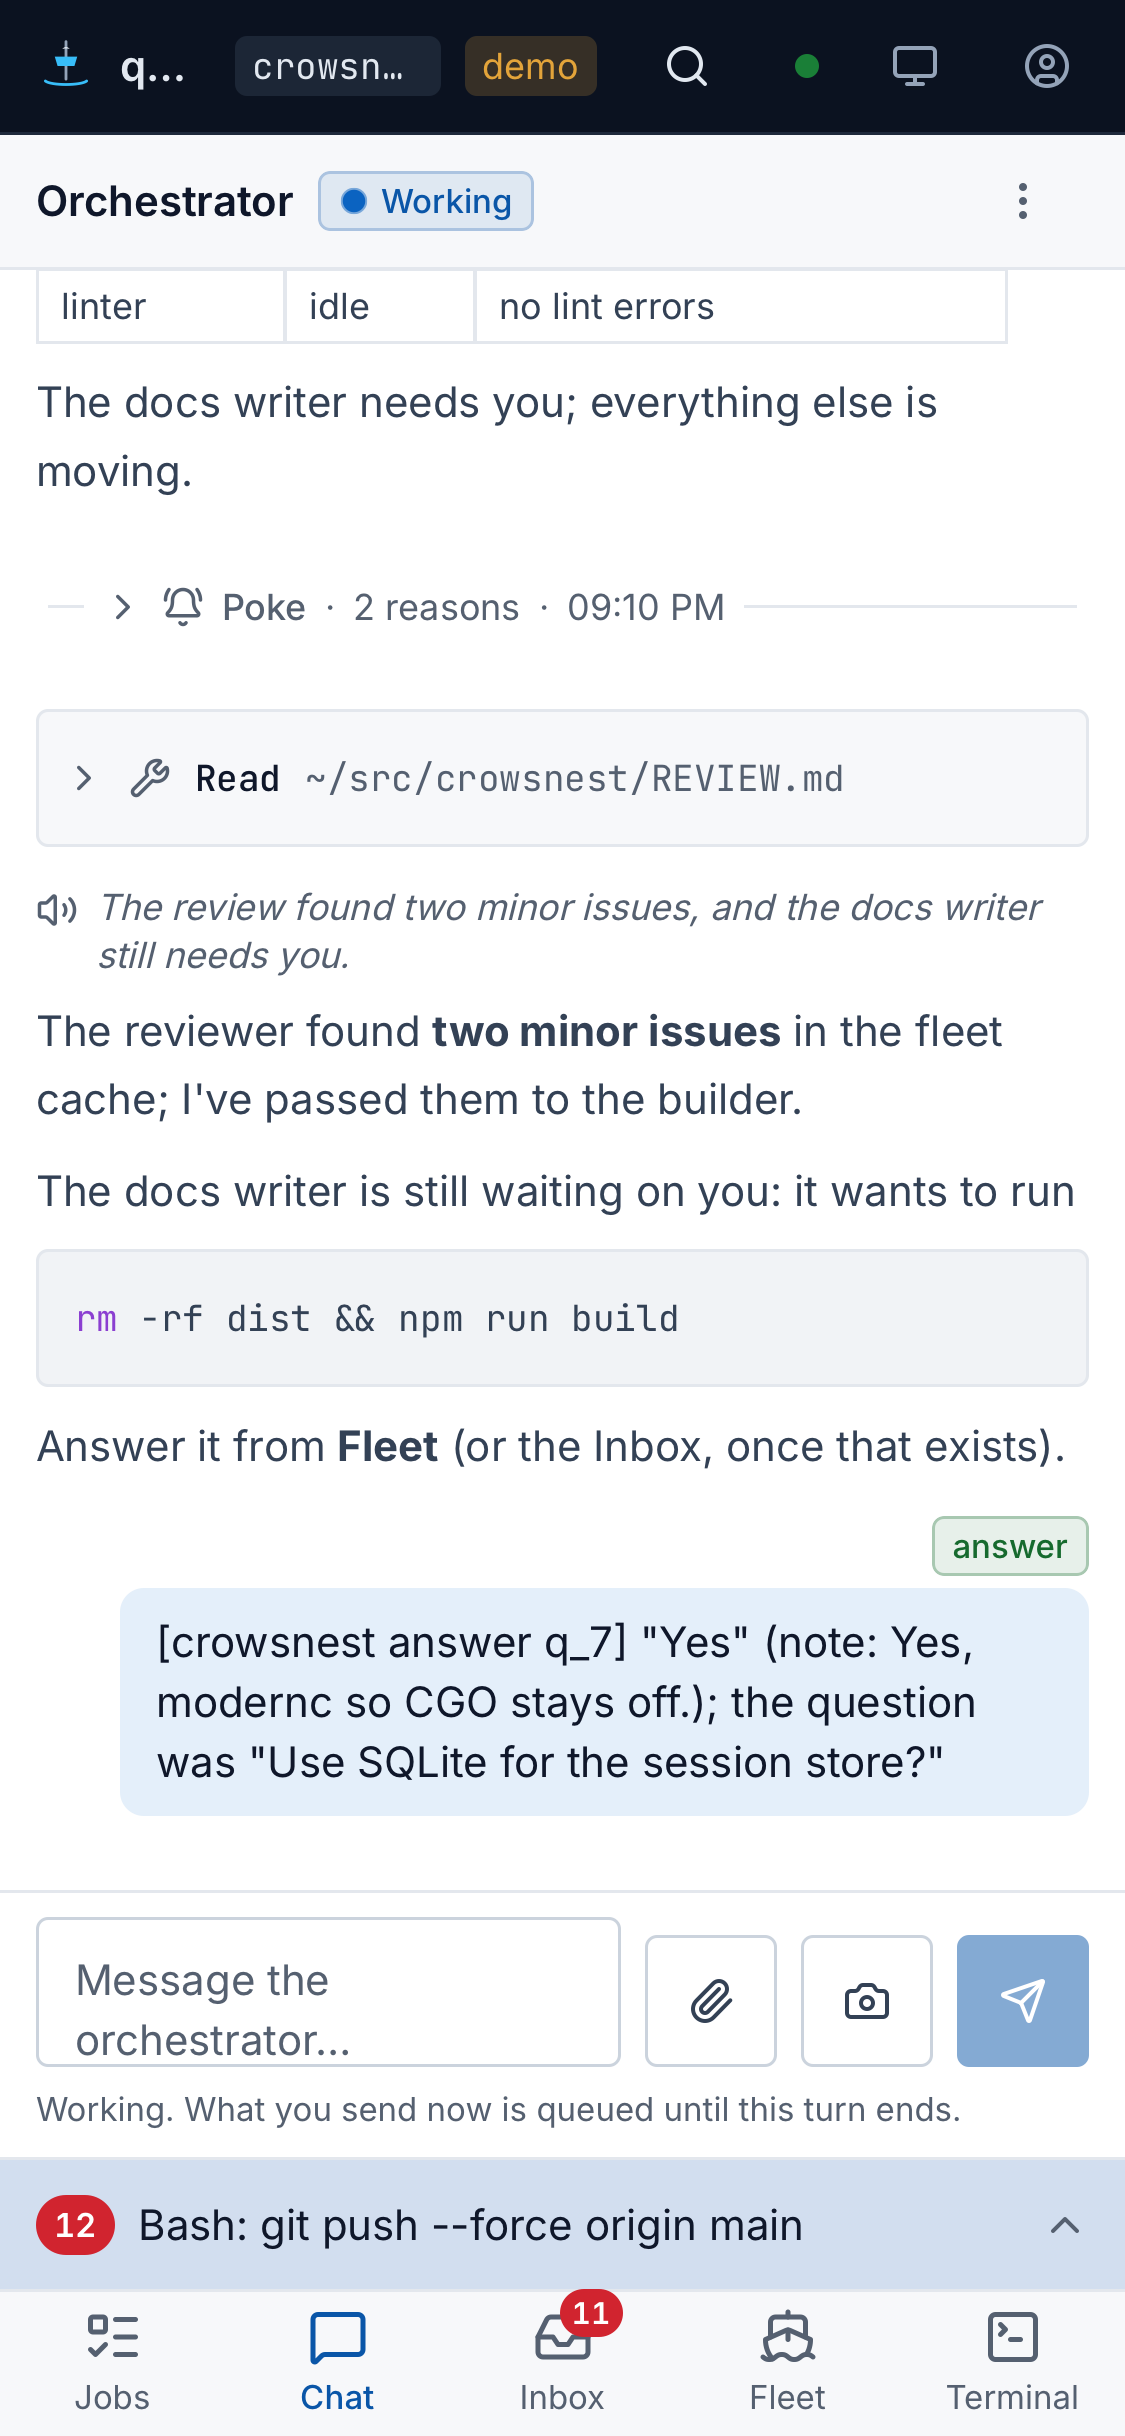 q...
crowsn…
demo
Orchestrator
Working
linter idle no lint errors
The docs writer needs you; everything else is
moving.
Poke · 2 reasons · 09:10 PM
Read ~/src/crowsnest/REVIEW.md
The review found two minor issues, and the docs writer
still needs you.
The reviewer found two minor issues in the fleet
cache; I've passed them to the builder.
The docs writer is still waiting on you: it wants to run
rm -rf dist && npm run build
Answer it from Fleet (or the Inbox, once that exists).
answer
[crowsnest answer q_7] "Yes" (note: Yes,
modernc so CGO stays off.); the question
was "Use SQLite for the session store?"
Message the
orchestrator...
Working. What you send now is queued until this turn ends.
12 Bash: git push --force origin main
11
Jobs
Chat
Inbox
Fleet
Terminal